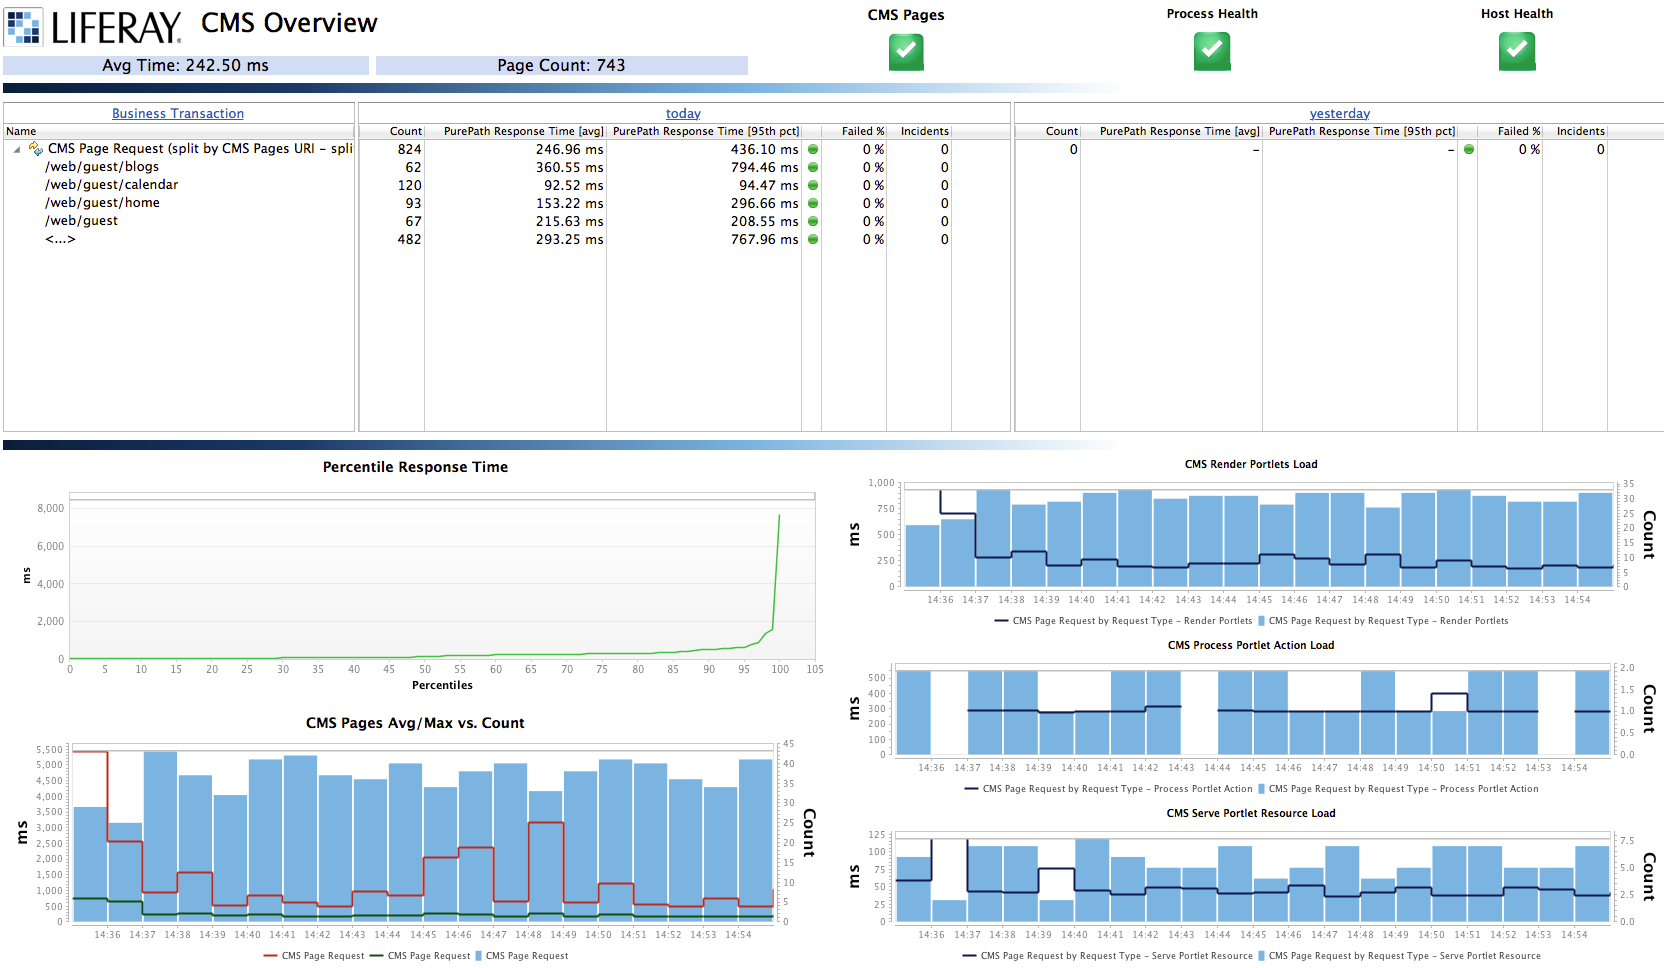 LIFERAY. CMS Overview
CMS Pages
Process Health
Host Health
Avg Time: 242.50 ms
Page Count: 743
Business Transaction
today
yesterday
Name
Count PurePath Response Time [avg] PurePath Response Time [95th pct] Failed % Incidents
Count PurePath Response Time [avg] PurePath Response Time [95th pct] Failed % Incidents
CMS Page Request (split by CMS Pages URI - spli 824 246.96 ms 436.10 ms 0 % 0 0 - - 0 % 0
/web/guest/blogs 62 360.55 ms 794.46 ms 0 % 0
/web/guest/calendar 120 92.52 ms 94.47 ms 0 % 0
/web/guest/home 93 153.22 ms 296.66 ms 0 % 0
/web/guest 67 215.63 ms 208.55 ms 0 % 0
<...> 482 293.25 ms 767.96 ms 0 % 0
Percentile Response Time
ms
8,000
6,000
4,000
2,000
0
0 5 10 15 20 25 30 35 40 45 50 55 60 65 70 75 80 85 90 95 100 105
Percentiles
CMS Pages Avg/Max vs. Count
ms
5,500
5,000
4,500
4,000
3,500
3,000
2,500
2,000
1,500
1,000
500
0
45
40
35
30
25
20
15
10
5
0
Count
14:36 14:37 14:38 14:39 14:40 14:41 14:42 14:43 14:44 14:45 14:46 14:47 14:48 14:49 14:50 14:51 14:52 14:53 14:54
CMS Page Request CMS Page Request CMS Page Request
CMS Render Portlets Load
ms
1,000
750
500
250
0
35
30
25
20
15
10
5
0
Count
14:36 14:37 14:38 14:39 14:40 14:41 14:42 14:43 14:44 14:45 14:46 14:47 14:48 14:49 14:50 14:51 14:52 14:53 14:54
CMS Page Request by Request Type - Render Portlets CMS Page Request by Request Type - Render Portlets
CMS Process Portlet Action Load
ms
500
400
300
200
100
0
2.0
1.5
1.0
0.5
0.0
Count
14:36 14:37 14:38 14:39 14:40 14:41 14:42 14:43 14:44 14:45 14:46 14:47 14:48 14:49 14:50 14:51 14:52 14:53 14:54
CMS Page Request by Request Type - Process Portlet Action CMS Page Request by Request Type - Process Portlet Action
CMS Serve Portlet Resource Load
ms
125
100
75
50
25
0
7.5
5.0
2.5
0.0
Count
14:36 14:37 14:38 14:39 14:40 14:41 14:42 14:43 14:44 14:45 14:46 14:47 14:48 14:49 14:50 14:51 14:52 14:53 14:54
CMS Page Request by Request Type - Serve Portlet Resource CMS Page Request by Request Type - Serve Portlet Resource